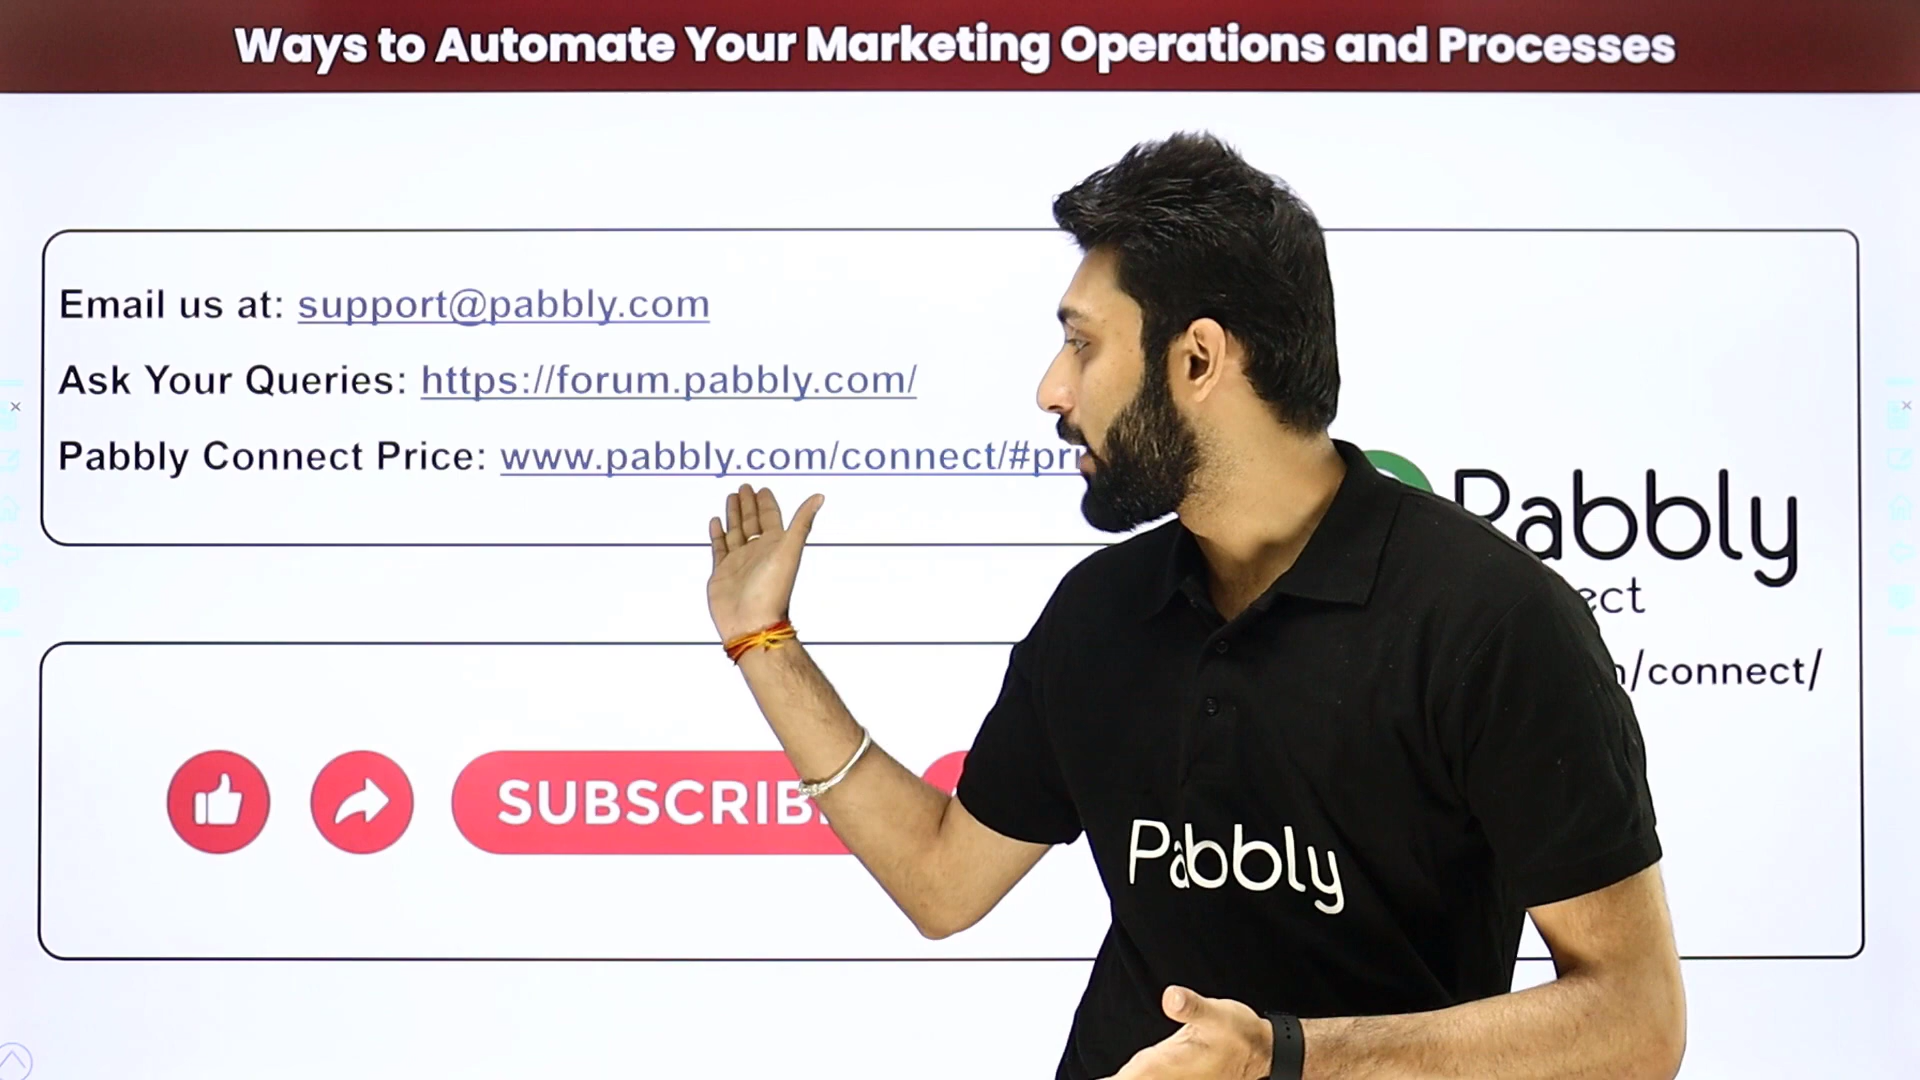 Ways to Automate Your Marketing Operations and Processes
Email us at: support@pabbly.com
Ask Your Queries: https://forum.pabbly.com/
Pabbly Connect Price: www.pabbly.com/connect/#pri
Pabbly
ect
/connect/
SUBSCRIB
Pabbly